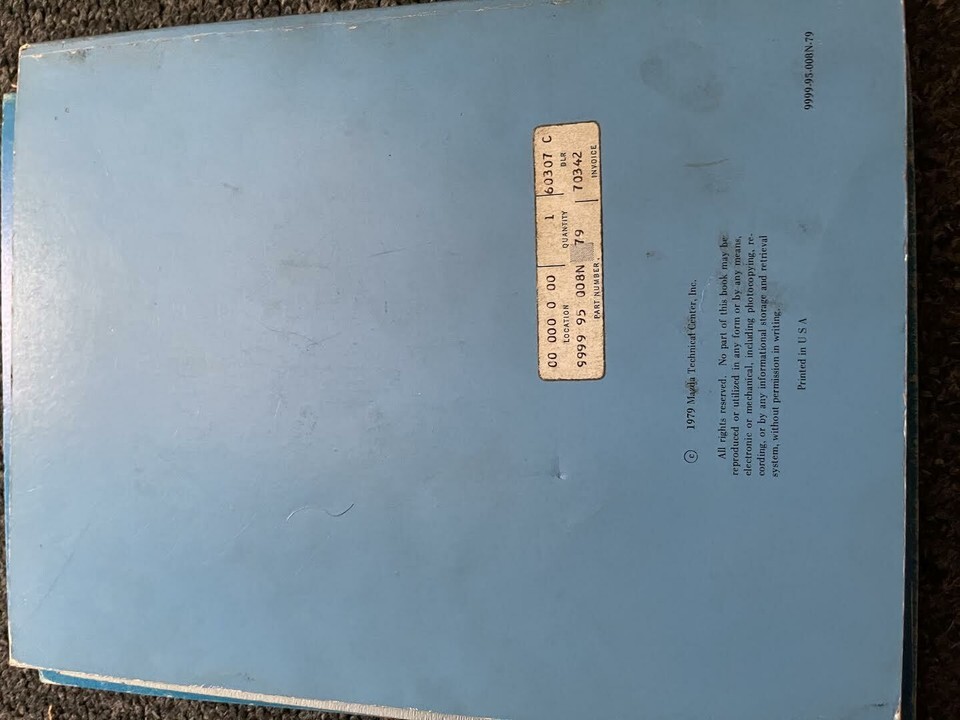 00 000 0 00 1 60307 C
LOCATION QUANTITY DLR
9999 95 008N 79 70342
PART NUMBER. INVOICE
© 1979 Mazda Technical Center, Inc.
All rights reserved. No part of this book may be
reproduced or utilized in any form or by any means,
electronic or mechanical, including photocopying, re-
cording, or by any informational storage and retrieval
system, without permission in writing.
Printed in U S A
9999-95-008N-79